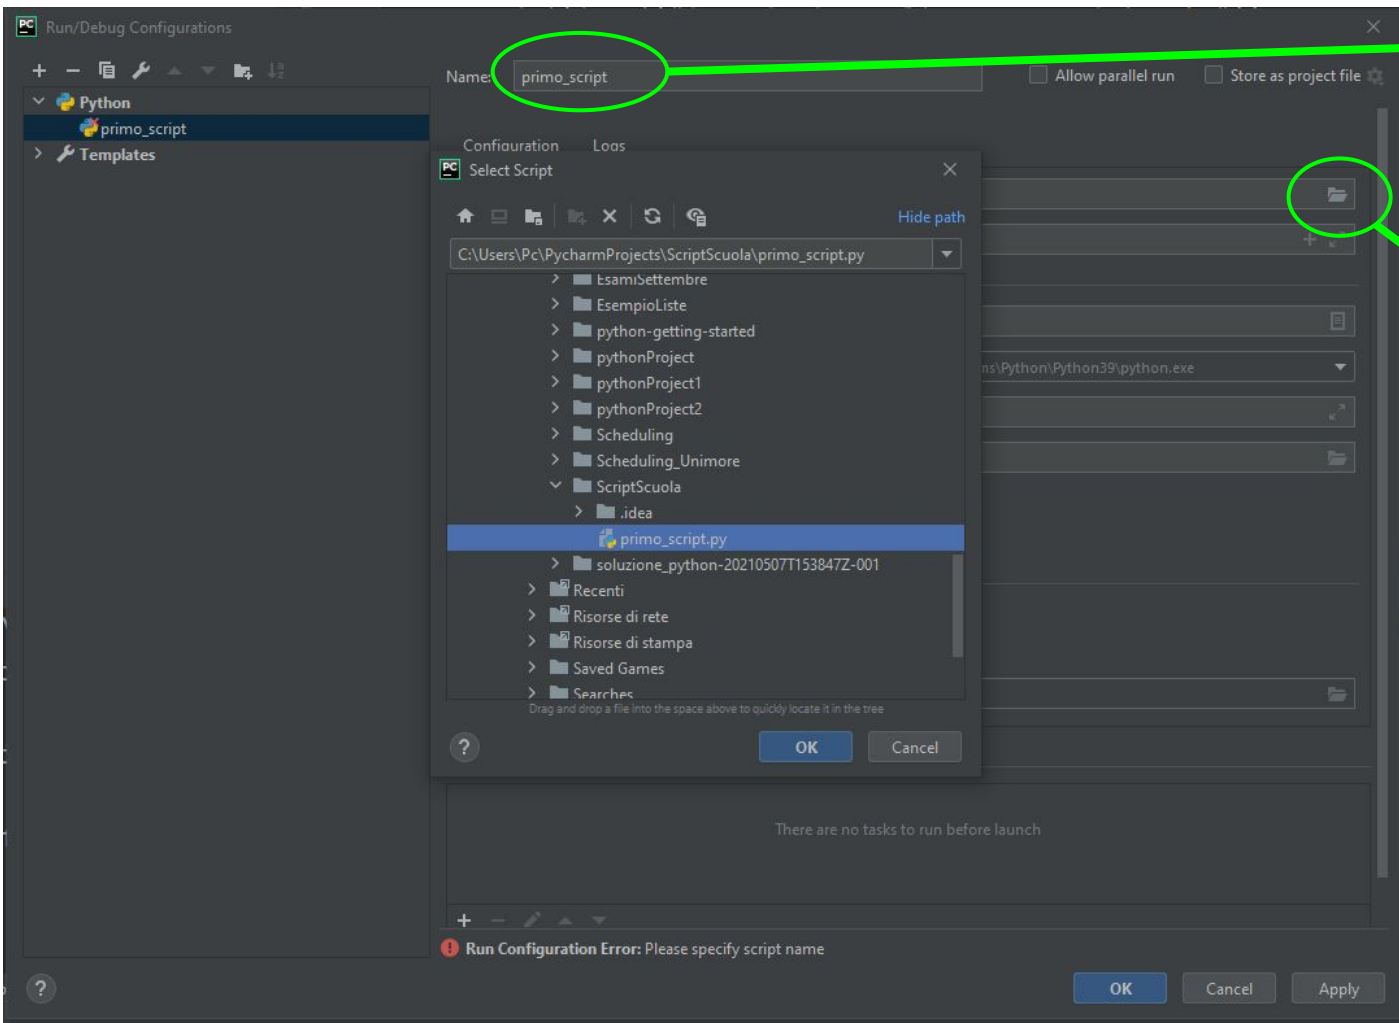 PC Run/Debug Configurations
Name: primo_script
Allow parallel run
Store as project file
Python
primo_script
Templates
Configuration Logs
PC Select Script
Hide path
C:\Users\Pc\PycharmProjects\ScriptScuola\primo_script.py
EsamiSettembre
EsempioListe
python-getting-started
pythonProject
pythonProject1
pythonProject2
Scheduling
Scheduling_Unimore
ScriptScuola
.idea
primo_script.py
soluzione_python-20210507T153847Z-001
Recenti
Risorse di rete
Risorse di stampa
Saved Games
Searches
Drag and drop a file into the space above to quickly locate it in the tree
? OK Cancel
ms\Python\Python39\python.exe
There are no tasks to run before launch
Run Configuration Error: Please specify script name
? OK Cancel Apply